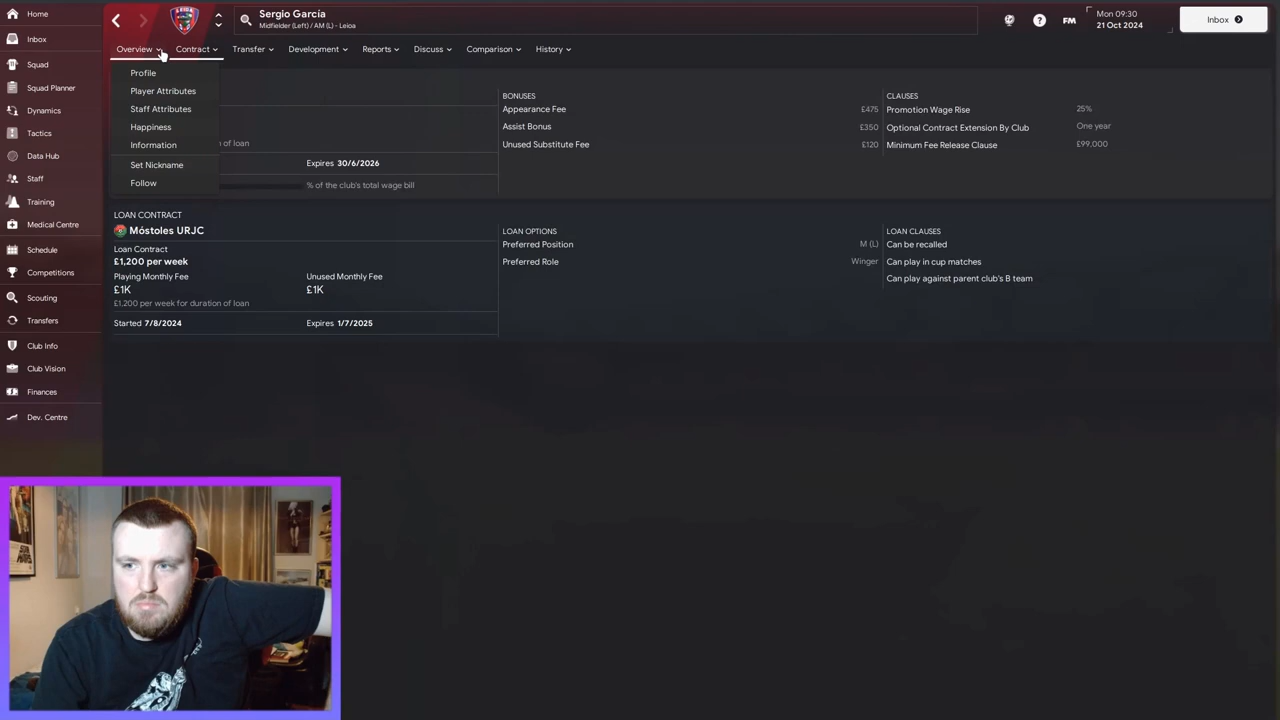 Home
Inbox
Squad
Squad Planner
Dynamics
Tactics
Data Hub
Staff
Training
Medical Centre
Schedule
Competitions
Scouting
Transfers
Club Info
Club Vision
Finances
Dev. Centre
Sergio García
Midfielder (Left) / AM (L) - Leioa
FM
Mon 09:30
21 Oct 2024
Inbox
Overview
Contract
Transfer
Development
Reports
Discuss
Comparison
History
Profile
Player Attributes
Staff Attributes
Happiness
Information
Set Nickname
Follow
n of loan
Expires 30/6/2026
% of the club's total wage bill
BONUSES
Appearance Fee £475
Assist Bonus £350
Unused Substitute Fee £120
CLAUSES
Promotion Wage Rise 25%
Optional Contract Extension By Club One year
Minimum Fee Release Clause £99,000
LOAN CONTRACT
Móstoles URJC
Loan Contract
£1,200 per week
Playing Monthly Fee Unused Monthly Fee
£1K £1K
£1,200 per week for duration of loan
Started 7/8/2024 Expires 1/7/2025
LOAN OPTIONS
Preferred Position M (L)
Preferred Role Winger
LOAN CLAUSES
Can be recalled
Can play in cup matches
Can play against parent club's B team